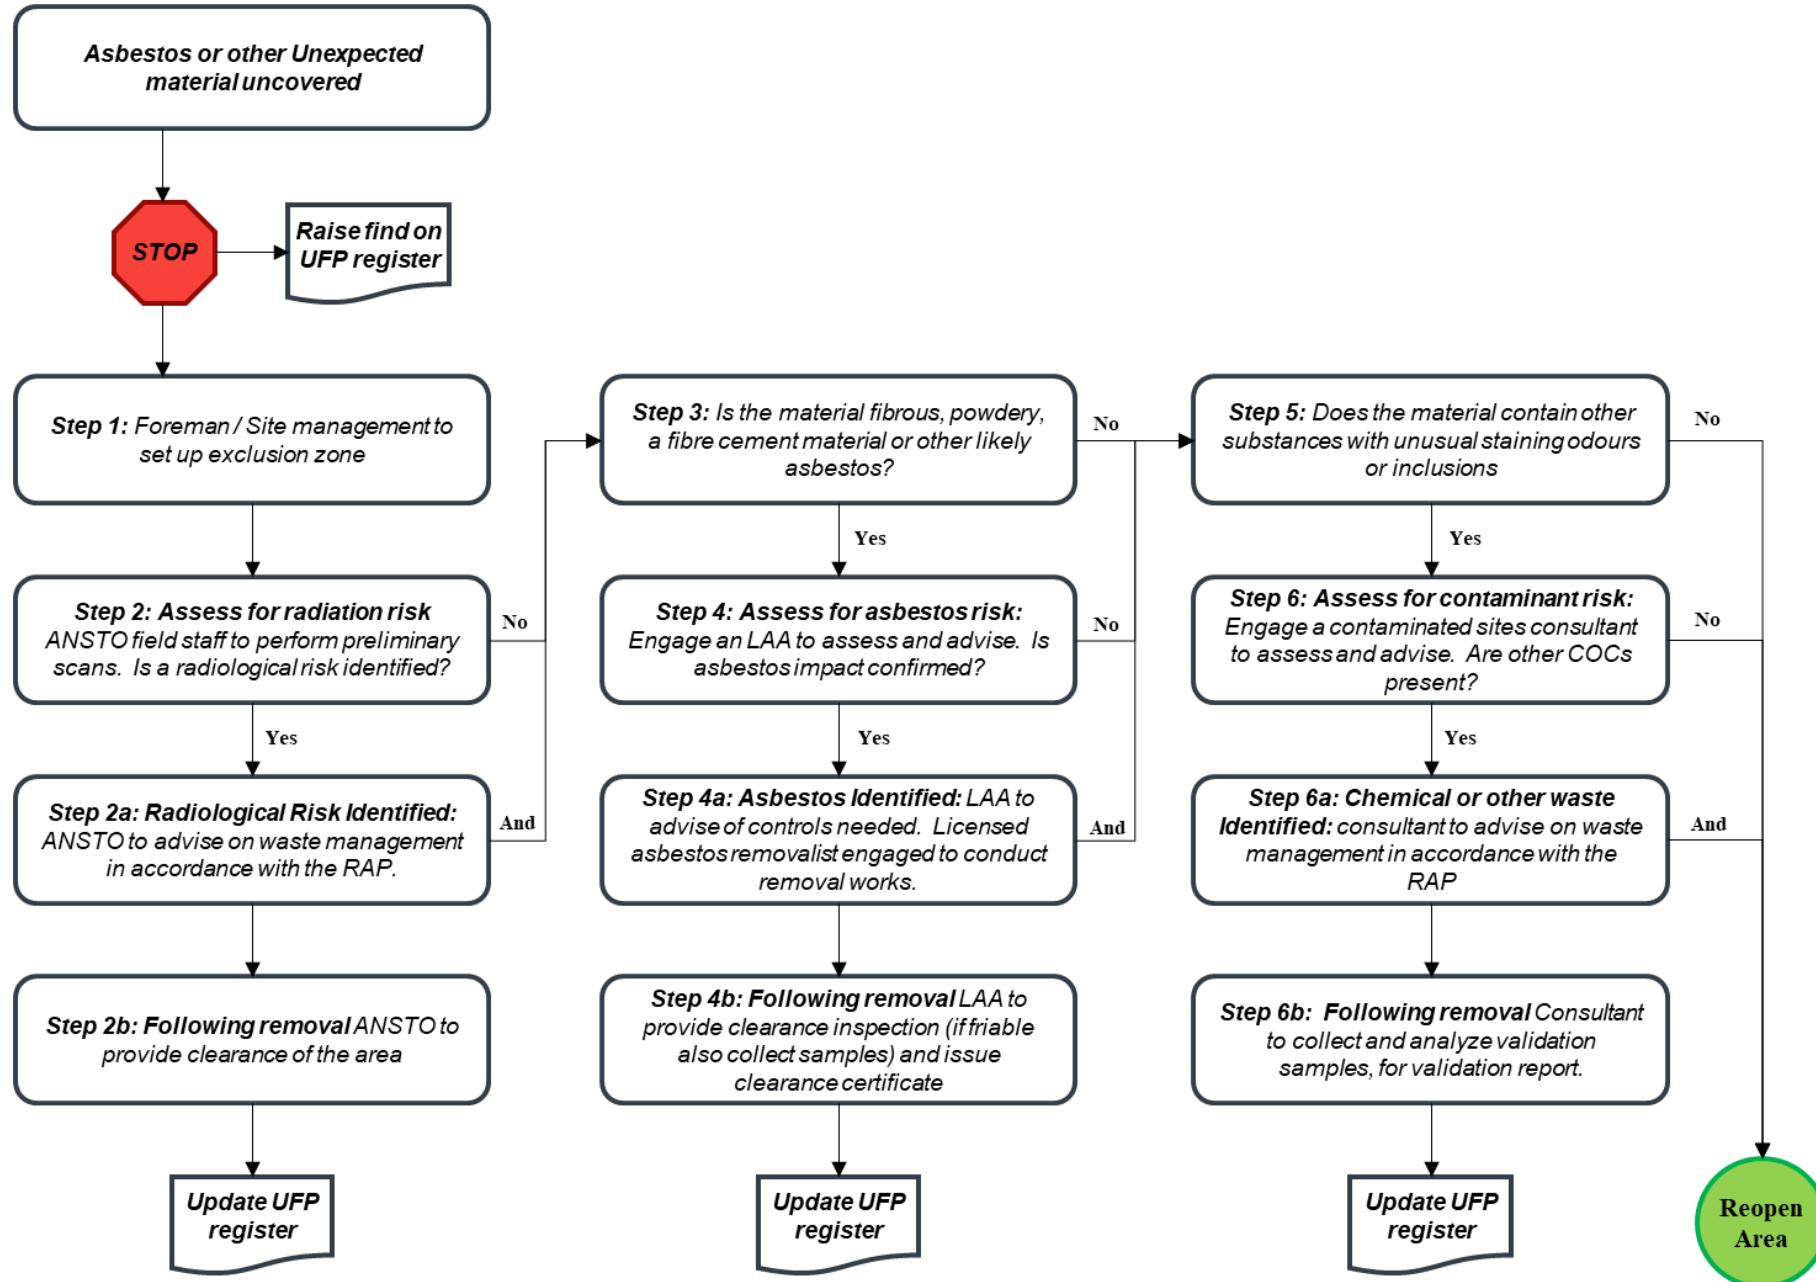 Asbestos or other Unexpected
material uncovered
STOP
Raise find on
UFP register
Step 1: Foreman / Site management to
set up exclusion zone
Step 2: Assess for radiation risk
ANSTO field staff to perform preliminary
scans. Is a radiological risk identified?
No
Yes
Step 2a: Radiological Risk Identified:
ANSTO to advise on waste management
in accordance with the RAP.
And
Step 2b: Following removal ANSTO to
provide clearance of the area
Update UFP
register
Step 3: Is the material fibrous, powdery,
a fibre cement material or other likely
asbestos?
No
Yes
Step 4: Assess for asbestos risk:
Engage an LAA to assess and advise. Is
asbestos impact confirmed?
No
Yes
Step 4a: Asbestos Identified: LAA to
advise of controls needed. Licensed
asbestos removalist engaged to conduct
removal works.
And
Step 4b: Following removal LAA to
provide clearance inspection (if friable
also collect samples) and issue
clearance certificate
Update UFP
register
Step 5: Does the material contain other
substances with unusual staining odours
or inclusions
No
Yes
Step 6: Assess for contaminant risk:
Engage a contaminated sites consultant
to assess and advise. Are other COCs
present?
No
Yes
Step 6a: Chemical or other waste
Identified: consultant to advise on waste
management in accordance with the
RAP
And
Step 6b: Following removal Consultant
to collect and analyze validation
samples, for validation report.
Update UFP
register
Reopen
Area